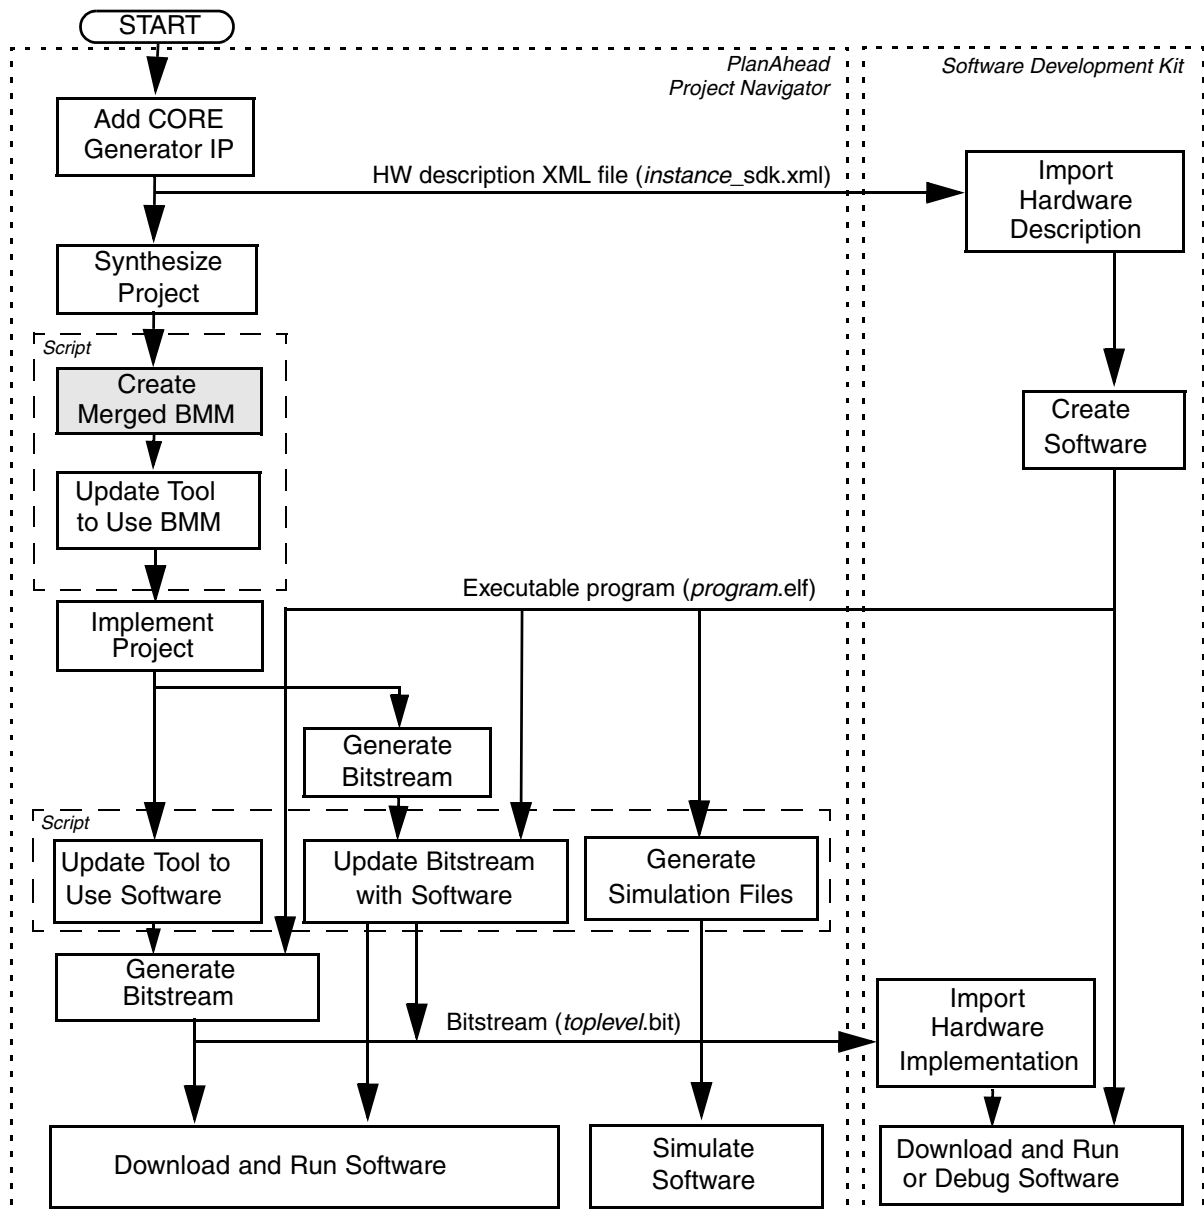 START
PlanAhead
Project Navigator
Software Development Kit
Add CORE
Generator IP
HW description XML file (instance_sdk.xml)
Import
Hardware
Description
Synthesize
Project
Script
Create
Merged BMM
Create
Software
Update Tool
to Use BMM
Executable program (program.elf)
Implement
Project
Generate
Bitstream
Script
Update Tool to
Use Software
Update Bitstream
with Software
Generate
Simulation Files
Generate
Bitstream
Bitstream (toplevel.bit)
Import
Hardware
Implementation
Download and Run Software
Simulate
Software
Download and Run
or Debug Software